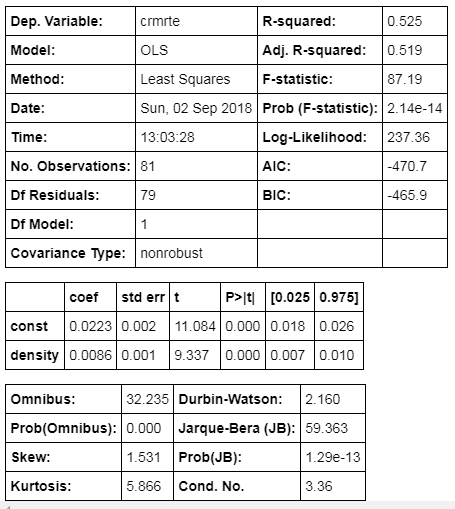 Dep. Variable: crmrte R-squared: 0.525
Model: OLS Adj. R-squared: 0.519
Method: Least Squares F-statistic: 87.19
Date: Sun, 02 Sep 2018 Prob (F-statistic): 2.14e-14
Time: 13:03:28 Log-Likelihood: 237.36
No. Observations: 81 AIC: -470.7
Df Residuals: 79 BIC: -465.9
Df Model: 1
Covariance Type: nonrobust
coef std err t P>|t| [0.025 0.975]
const 0.0223 0.002 11.084 0.000 0.018 0.026
density 0.0086 0.001 9.337 0.000 0.007 0.010
Omnibus: 32.235 Durbin-Watson: 2.160
Prob(Omnibus): 0.000 Jarque-Bera (JB): 59.363
Skew: 1.531 Prob(JB): 1.29e-13
Kurtosis: 5.866 Cond. No. 3.36